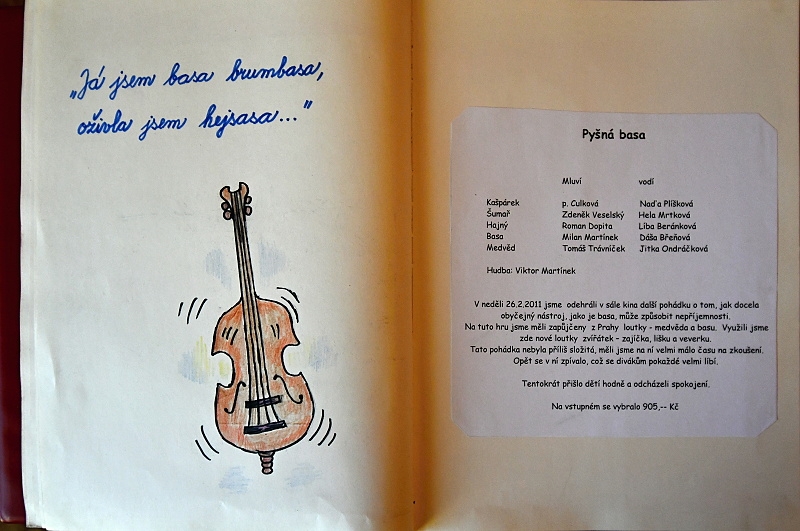 „Já jsem basa brumbasa,
oživla jsem hejsasa..."
Pyšná basa
Mluví vodí
Kašpárek p. Culková Naďa Plíšková
Šumař Zdeněk Veselský Hela Mrtková
Hajný Roman Dopita Líba Beránková
Basa Milan Martínek Dáša Břeňová
Medvěd Tomáš Trávníček Jitka Ondráčková
Hudba: Viktor Martínek
V neděli 26.2.2011 jsme odehráli v sále kina další pohádku o tom, jak docela
obyčejný nástroj, jako je basa, může způsobit nepříjemnosti.
Na tuto hru jsme měli zapůjčeny z Prahy loutky - medvěda a basu. Využili jsme
zde nové loutky zvířátek – zajíčka, lišku a veverku.
Tato pohádka nebyla příliš složitá, měli jsme na ní velmi málo času na zkoušení.
Opět se v ní zpívalo, což se divákům pokaždé velmi líbí.
Tentokrát přišlo dětí hodně a odcházeli spokojení.
Na vstupném se vybralo 905,-- Kč